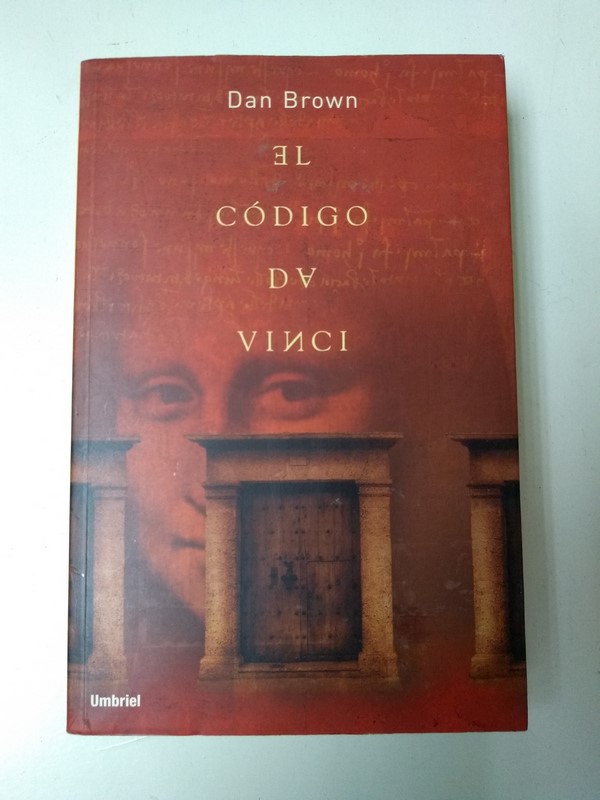 Dan Brown
EL
CÓDIGO
DA
VINCI
Umbriel